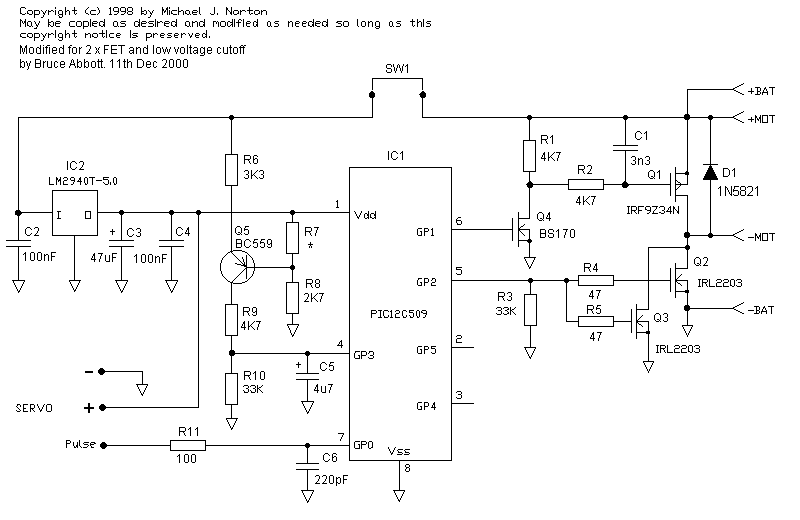 Copyright (c) 1998 by Michael J. Norton
May be copied as desired and modified as needed so long as this
copyright notice is preserved.
Modified for 2 x FET and low voltage cutoff
by Bruce Abbott. 11th Dec 2000
SW1
+BAT
+MOT
IC2
LM2940T-5.0
I
O
R6
3K3
IC1
R1
4K7
C1
3n3
R2
4K7
Q1
IRF9Z34N
D1
1N5821
C2
100nF
+
C3
47uF
C4
100nF
Q5
BC559
R7
*
R8
2K7
1
Vdd
GP1
6
Q4
BS170
-MOT
GP2
5
R4
47
Q2
IRL2203
R9
4K7
PIC12C509
R3
33K
R5
47
Q3
IRL2203
-BAT
4
GP3
GP5
2
R10
33K
+
C5
4u7
GP4
3
-
SERVO
+
Pulse
R11
100
7
GP0
Vss
8
C6
220pF